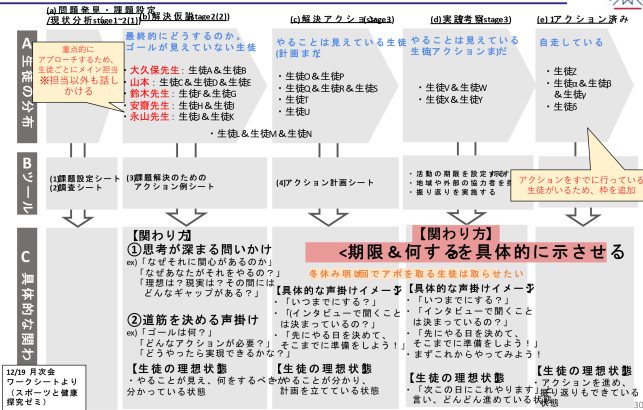 (a)問題発見・課題設定
/現状分析(stage1~2(1))
(b)解決仮説(stage2(2))
(c)解決アクション(stage3)
(d)実践考察(stage3)
(e)1アクション済み
A 生徒の分布
重点的に
アプローチするため、
生徒ごとにメイン担当
※担当以外も話し
かける
最終的にどうするのか。
ゴールが見えていない生徒
・大久保先生: 生徒A&生徒B
・山本: 生徒C&生徒D&生徒E
・鈴木先生: 生徒F&生徒G
・安齋先生: 生徒H&生徒I
・永山先生: 生徒J&生徒K
・生徒L&生徒M&生徒N
やることは見えている生徒
(計画まだ)
・生徒O&生徒P
・生徒Q&生徒R&生徒S
・生徒T
・生徒U
やることは見えている
生徒(アクションまだ)
・生徒V&生徒W
・生徒X&生徒Y
自走している
・生徒Z
・生徒α&生徒β
&生徒γ
・生徒δ
B ツール
(1)課題設定シート
(2)調査シート
(3)課題解決のための
アクション例シート
(4)アクション計画シート
・活動の期限を設定
・地域や外部の協力者を
・振り返りを実施する
アクションをすでに行っている
生徒がいるため、枠を追加
C 具体的な関わ
【関わり方】
①思考が深まる問いかけ
ex)「なぜそれに関心があるのか」
「なぜあなたがそれをやるの?」
「理想は?現実は?その間には
どんなギャップがある?」
②道筋を決める声掛け
ex)「ゴールは何?」
「どんなアクションが必要?」
「どうやったら実現できるかな?」
【生徒の理想状態】
・やることが見え、何をするべきか
分かっている状態
【関わり方】
<期限&何するを具体的に示させる
冬休み明け回でアポを取る生徒は取らせたい
【具体的な声掛けイメージ】
・「いつまでにする?」
・「(インタビューで聞くこと
は決まっているの?」
・「先にやる日を決めて、
そこまでに準備をしよう!」
【生徒の理想状態】
・やることが分かり、
計画を立てている状態
【具体的な声掛けイメージ】
・「いつまでにする?」
・「インタビューで聞くこと
は決まっているの?」
・「先にやる日を決めて、
そこまでに準備をしよう!
・まずこれからやってみよう!
【生徒の理想状態】
・「次この日にこれやります」
言い、どんどん進めている状態
【生徒の理想状態】
・アクションを進め、
振り返りもできている
状態
12/19 月次会
ワークシートより
(スポーツと健康
探究ゼミ)
30